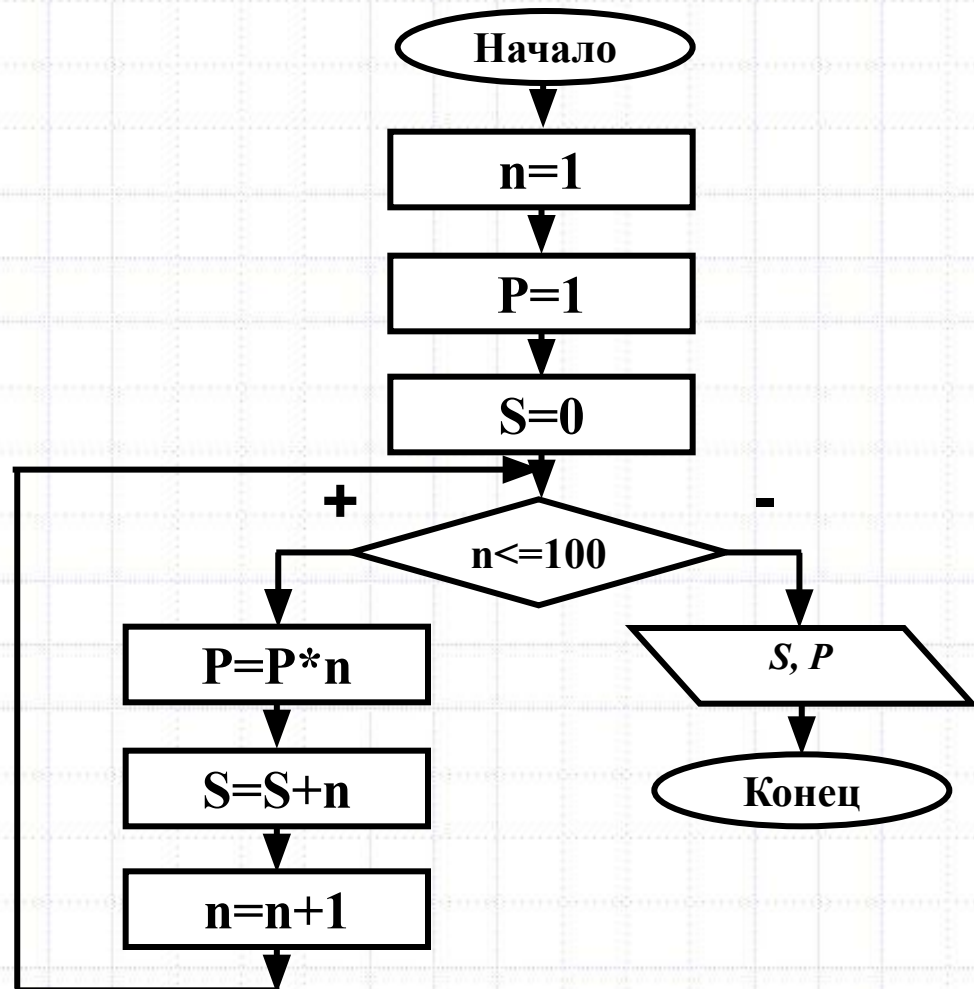 Начало
n=1
P=1
S=0
+
-
n<=100
P=P*n
S=S+n
n=n+1
S, P
Конец